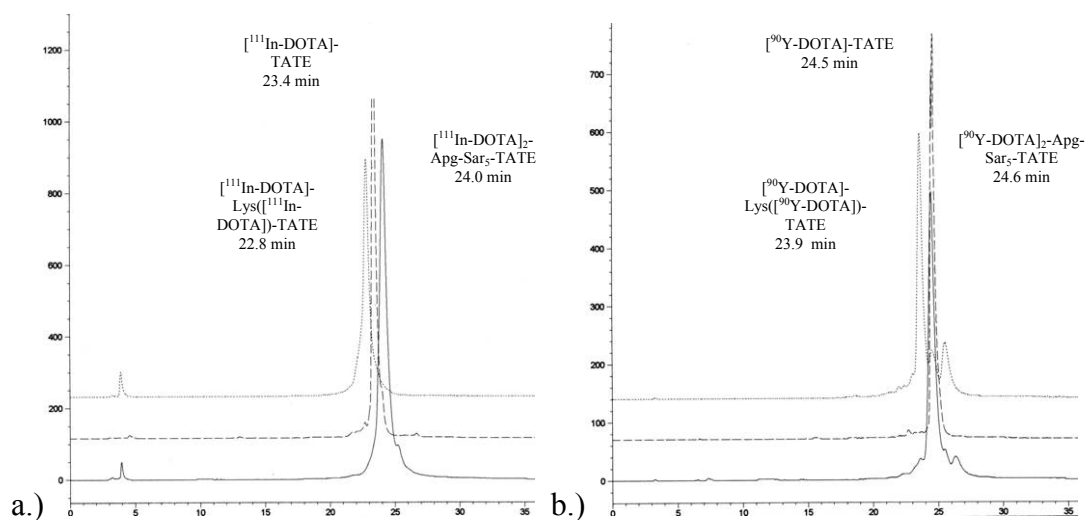 [¹¹¹In-DOTA]-
TATE
23.4 min
[¹¹¹In-DOTA]₂-
Apg-Sar₅-TATE
24.0 min
[¹¹¹In-DOTA]-
Lys([¹¹¹In-
DOTA])-TATE
22.8 min
1200
1000
800
600
400
200
0
0 5 10 15 20 25 30 35
a.)
[⁹⁰Y-DOTA]-TATE
24.5 min
[⁹⁰Y-DOTA]₂-Apg-
Sar₅-TATE
24.6 min
[⁹⁰Y-DOTA]-
Lys([⁹⁰Y-DOTA])-
TATE
23.9 min
700
600
500
400
300
200
100
0
0 5 10 15 20 25 30 35
b.)